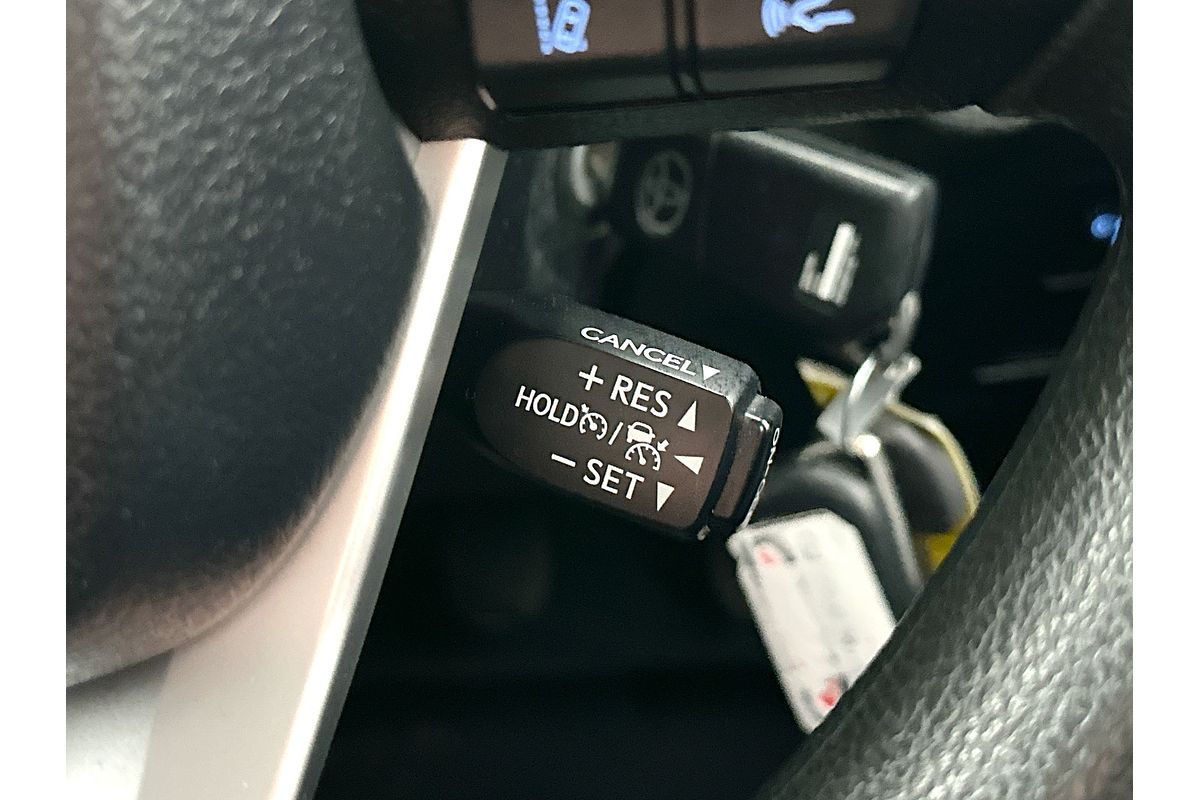 CANCEL
+ RES
HOLD /
− SET